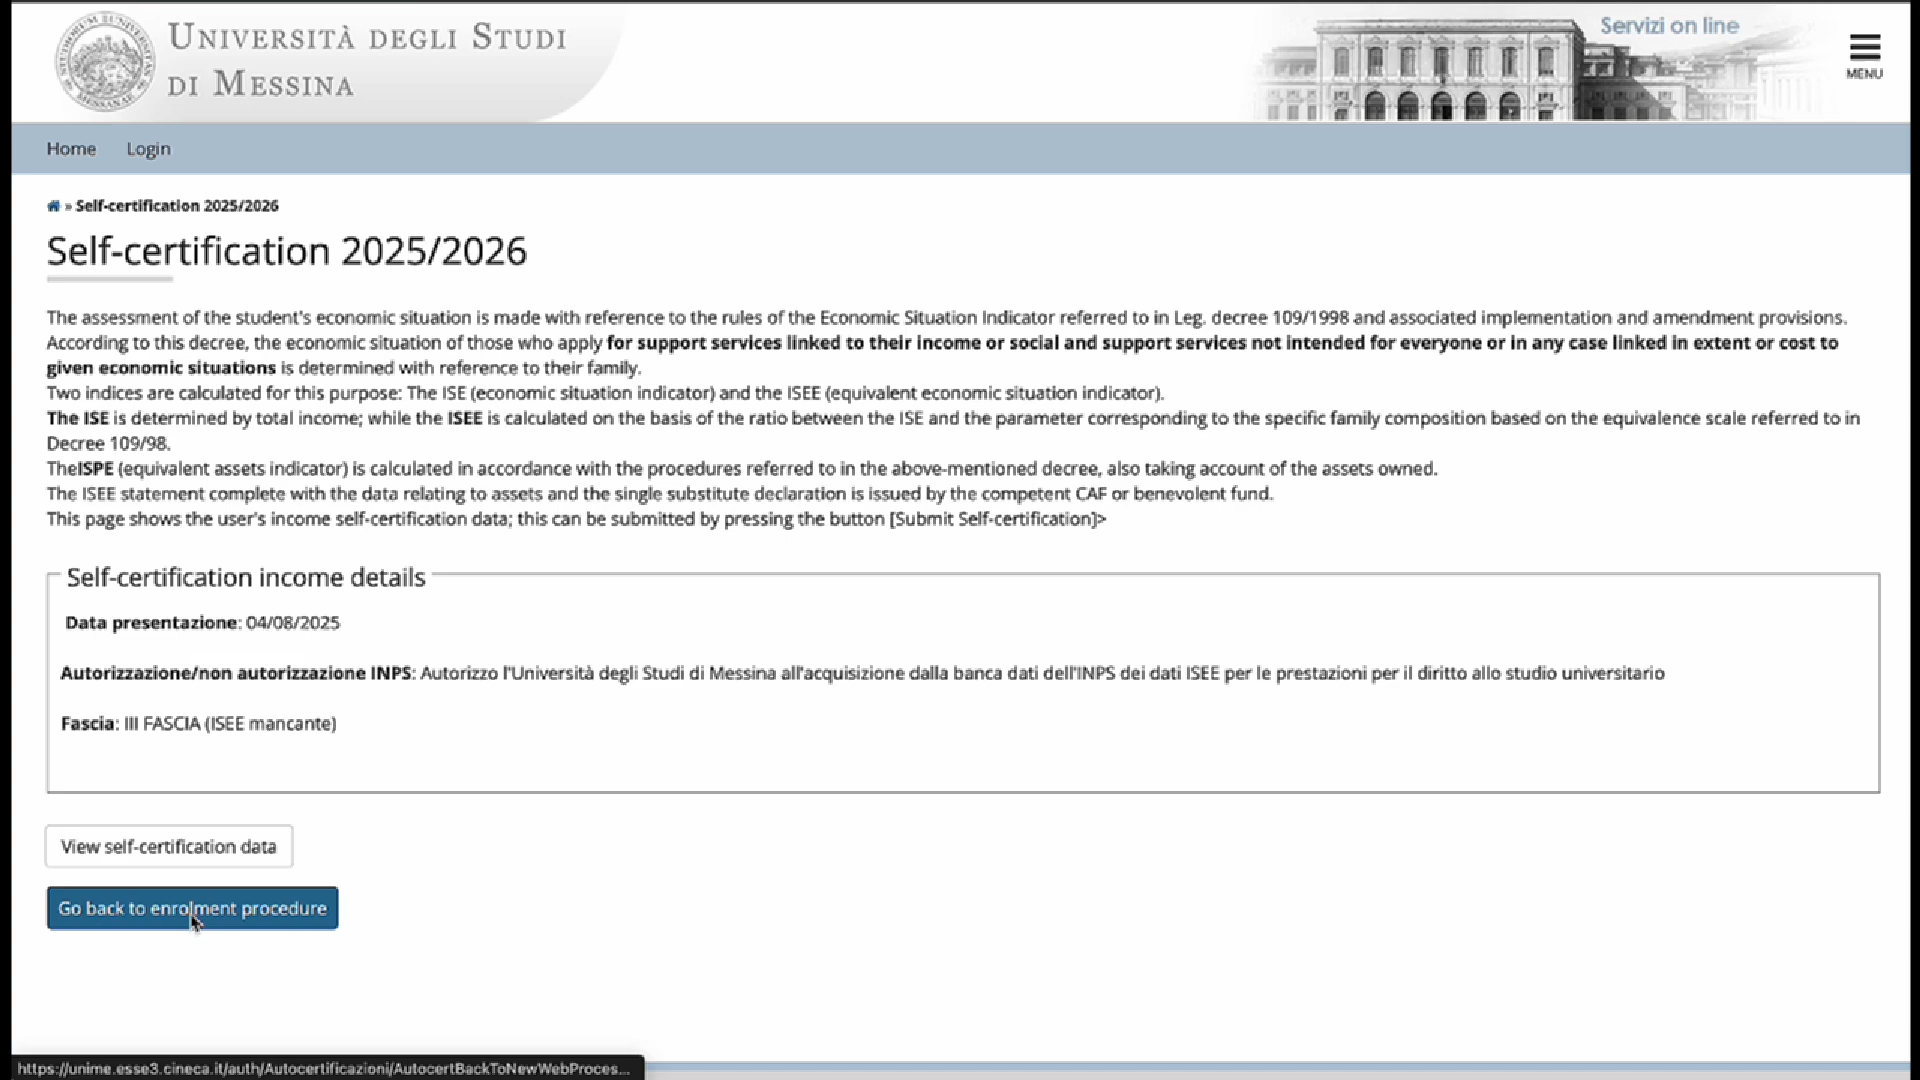 UNIVERSITÀ DEGLI STUDI
DI MESSINA
Servizi on line
MENU
Home Login
» Self-certification 2025/2026
Self-certification 2025/2026
The assessment of the student's economic situation is made with reference to the rules of the Economic Situation Indicator referred to in Leg. decree 109/1998 and associated implementation and amendment provisions.
According to this decree, the economic situation of those who apply for support services linked to their income or social and support services not intended for everyone or in any case linked in extent or cost to
given economic situations is determined with reference to their family.
Two indices are calculated for this purpose: The ISE (economic situation indicator) and the ISEE (equivalent economic situation indicator).
The ISE is determined by total income; while the ISEE is calculated on the basis of the ratio between the ISE and the parameter corresponding to the specific family composition based on the equivalence scale referred to in
Decree 109/98.
TheISPE (equivalent assets indicator) is calculated in accordance with the procedures referred to in the above-mentioned decree, also taking account of the assets owned.
The ISEE statement complete with the data relating to assets and the single substitute declaration is issued by the competent CAF or benevolent fund.
This page shows the user's income self-certification data; this can be submitted by pressing the button [Submit Self-certification]>
Self-certification income details
Data presentazione: 04/08/2025
Autorizzazione/non autorizzazione INPS: Autorizzo l'Università degli Studi di Messina all'acquisizione dalla banca dati dell'INPS dei dati ISEE per le prestazioni per il diritto allo studio universitario
Fascia: III FASCIA (ISEE mancante)
View self-certification data
Go back to enrolment procedure
https://unime.esse3.cineca.it/auth/Autocertificazioni/AutocertBackToNewWebProces...